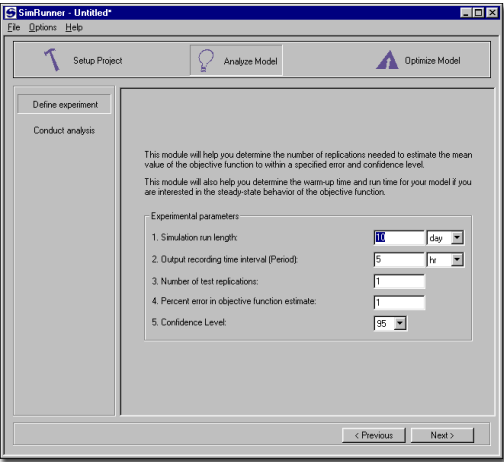 SimRunner - Untitled*
File Options Help
Setup Project
Analyze Model
Optimize Model
Define experiment
Conduct analysis
This module will help you determine the number of replications needed to estimate the mean
value of the objective function to within a specified error and confidence level.
This module will also help you determine the warm-up time and run time for your model if you
are interested in the steady-state behavior of the objective function.
Experimental parameters
1. Simulation run length: 10 day
2. Output recording time interval (Period): 5 hr
3. Number of test replications: 1
4. Percent error in objective function estimate: 1
5. Confidence Level: 95
< Previous Next >